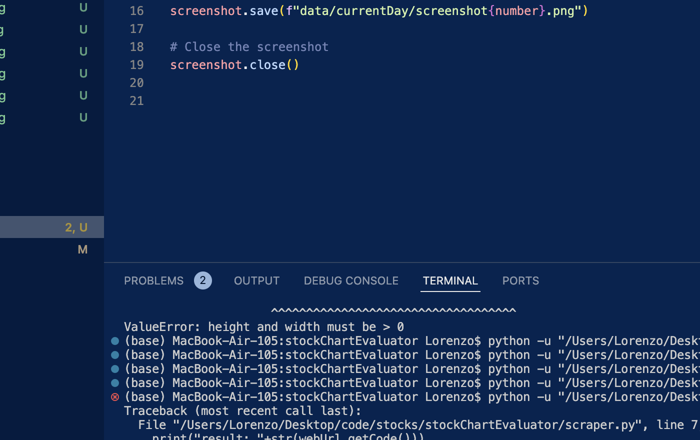 g U
16 screenshot.save(f"data/currentDay/screenshot{number}.png")
g U
17
g U
18 # Close the screenshot
g U
19 screenshot.close()
g U
20
21
g U
2, U
M
PROBLEMS 2 OUTPUT DEBUG CONSOLE TERMINAL PORTS
^^^^^^^^^^^^^^^^^^^^^^^^^^^^^^^^^^^
ValueError: height and width must be > 0
(base) MacBook-Air-105:stockChartEvaluator Lorenzo$ python -u "/Users/Lorenzo/Deskt
(base) MacBook-Air-105:stockChartEvaluator Lorenzo$ python -u "/Users/Lorenzo/Deskt
(base) MacBook-Air-105:stockChartEvaluator Lorenzo$ python -u "/Users/Lorenzo/Deskt
(base) MacBook-Air-105:stockChartEvaluator Lorenzo$ python -u "/Users/Lorenzo/Deskt
(base) MacBook-Air-105:stockChartEvaluator Lorenzo$ python -u "/Users/Lorenzo/Deskt
Traceback (most recent call last):
File "/Users/Lorenzo/Desktop/code/stocks/stockChartEvaluator/scraper.py", line 7
print("result: "+str(webUrl.getCode()))